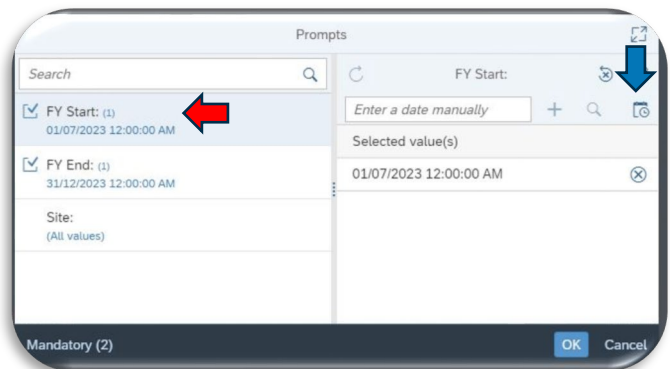 Prompts
Search
FY Start:
FY Start: (1)
01/07/2023 12:00:00 AM
Enter a date manually
Selected value(s)
FY End: (1)
31/12/2023 12:00:00 AM
01/07/2023 12:00:00 AM
Site:
(All values)
Mandatory (2)
OK
Cancel